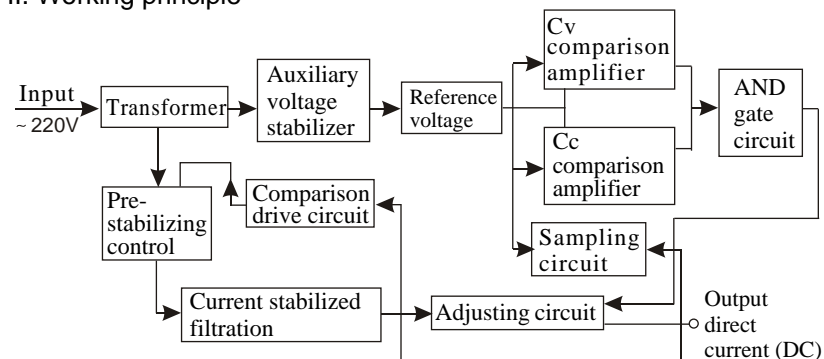 II. Working principle
Input
~ 220V
Transformer
Auxiliary
voltage
stabilizer
Reference
voltage
Cv
comparison
amplifier
Cc
comparison
amplifier
AND
gate
circuit
Pre-
stabilizing
control
Comparison
drive circuit
Sampling
circuit
Current stabilized
filtration
Adjusting circuit
Output
direct
current (DC)